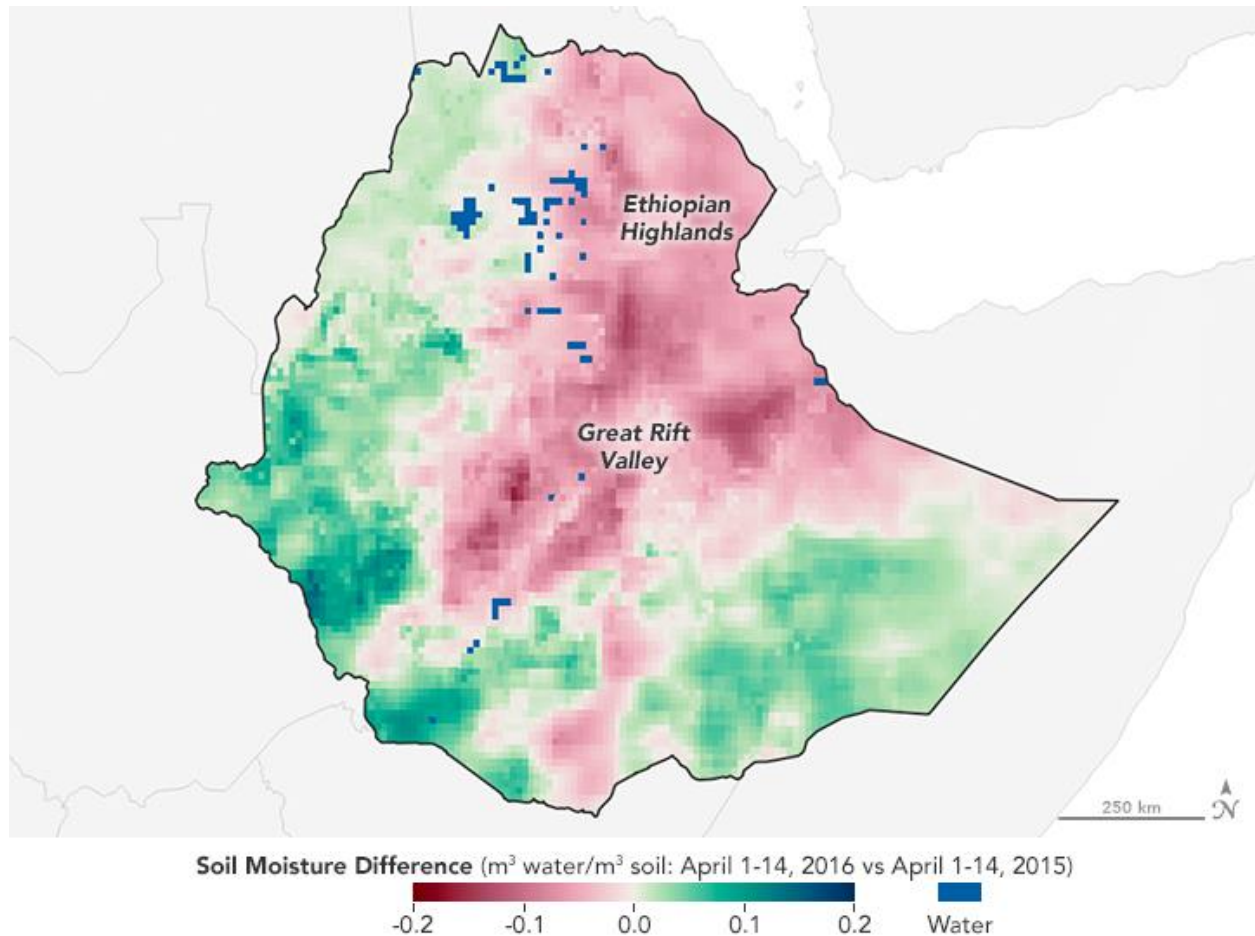 Ethiopian
Highlands
Great Rift
Valley
250 km
N
Soil Moisture Difference (m³ water/m³ soil: April 1-14, 2016 vs April 1-14, 2015)
-0.2 -0.1 0.0 0.1 0.2 Water